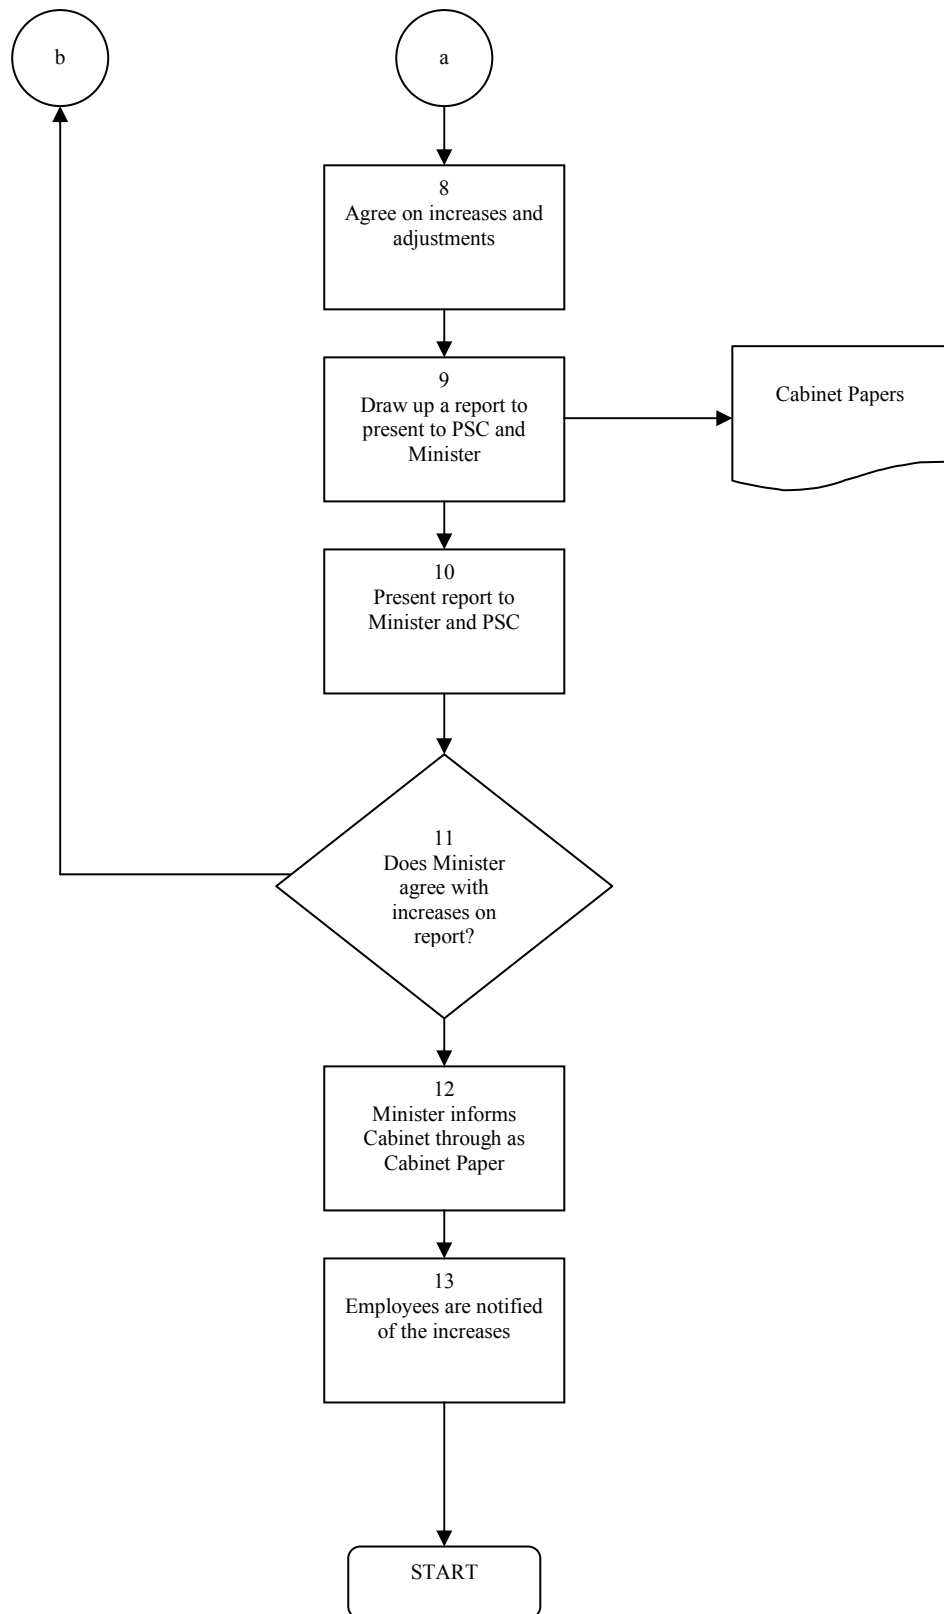 b
a
8
Agree on increases and
adjustments
9
Draw up a report to
present to PSC and
Minister
Cabinet Papers
10
Present report to
Minister and PSC
11
Does Minister
agree with
increases on
report?
12
Minister informs
Cabinet through as
Cabinet Paper
13
Employees are notified
of the increases
START